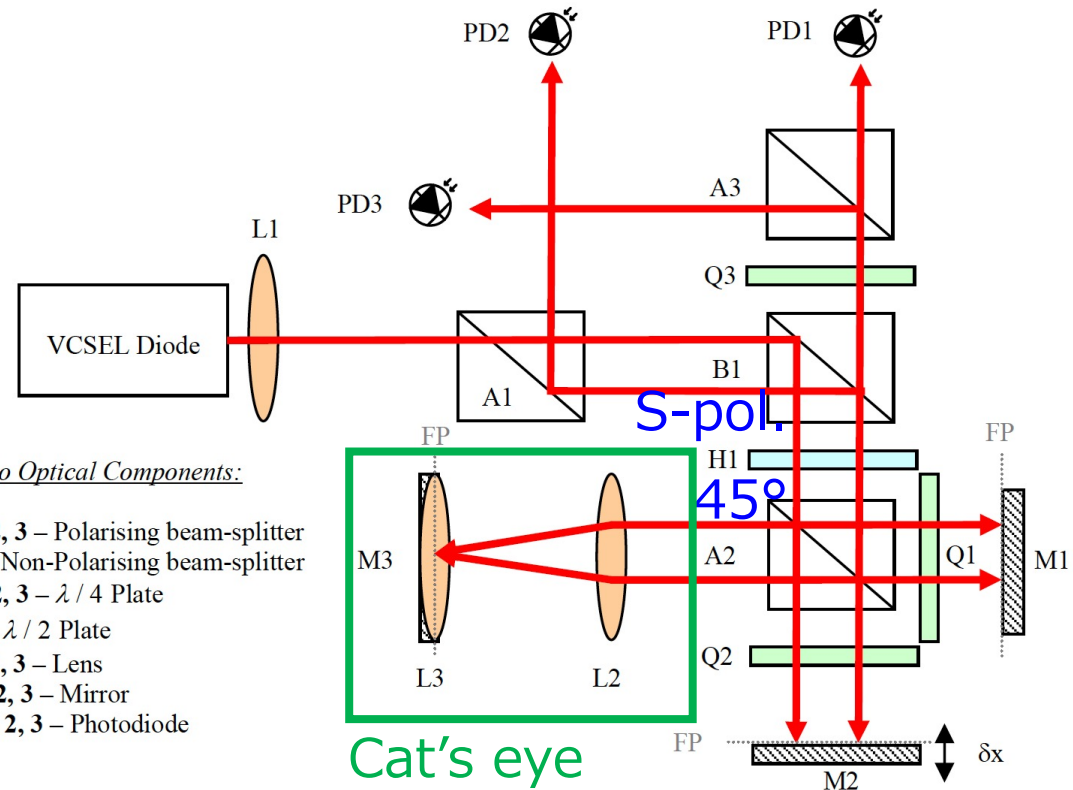 PD2
PD1
A3
PD3
L1
Q3
VCSEL Diode
B1
A1
S-pol.
FP
FP
H1
o Optical Components:
45°
, 3 – Polarising beam-splitter
Non-Polarising beam-splitter
M3
A2
Q1
M1
2, 3 – λ / 4 Plate
λ / 2 Plate
Q2
, 3 – Lens
L3
L2
2, 3 – Mirror
2, 3 – Photodiode
FP
δx
Cat's eye
M2